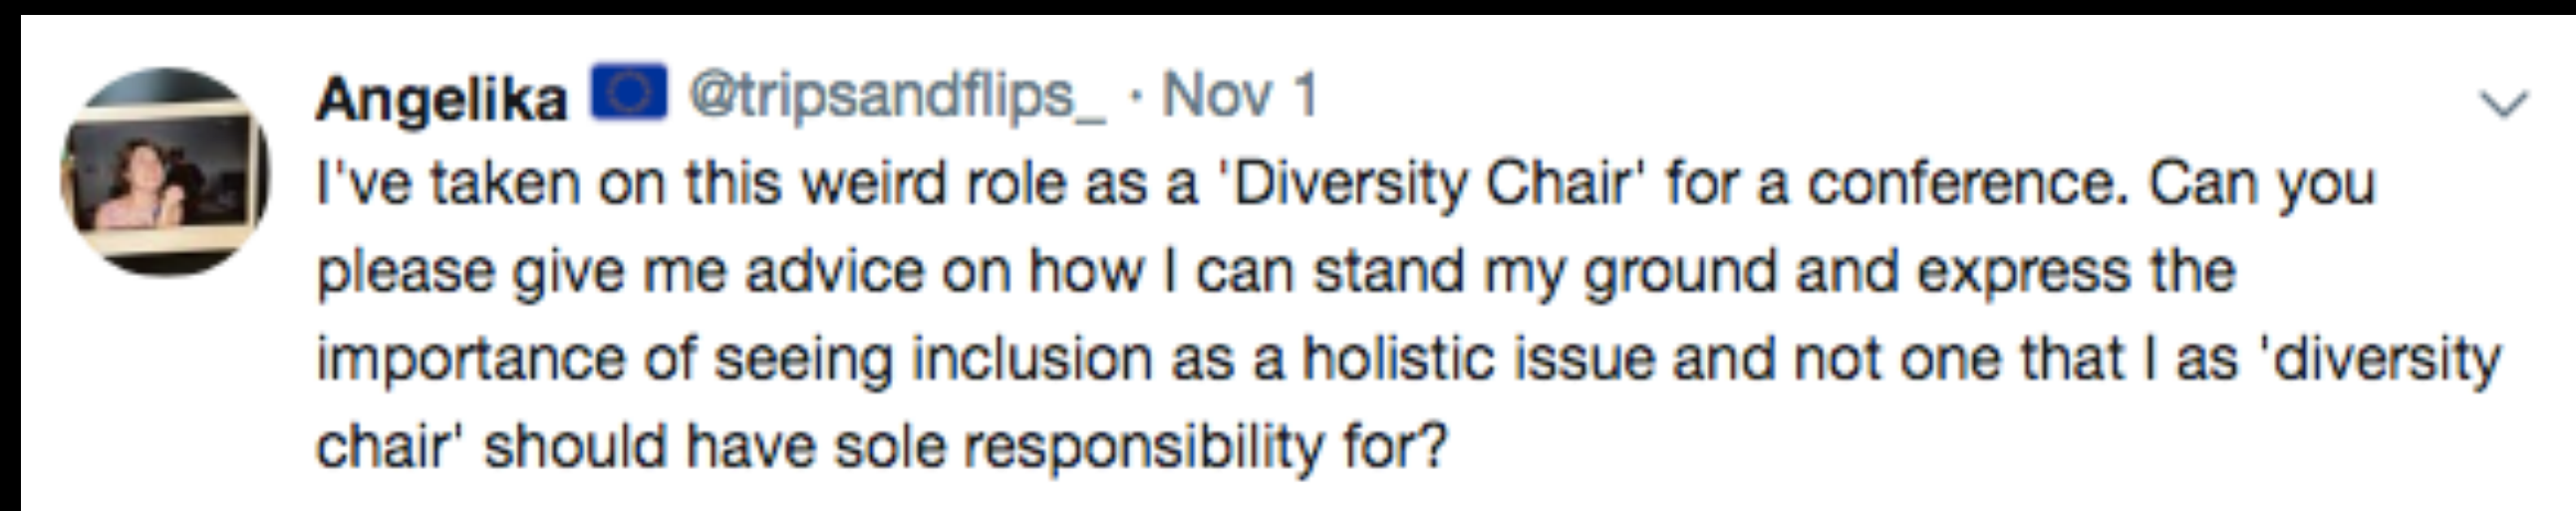 Angelika 🇪🇺 @tripsandflips_ · Nov 1
I've taken on this weird role as a 'Diversity Chair' for a conference. Can you
please give me advice on how I can stand my ground and express the
importance of seeing inclusion as a holistic issue and not one that I as 'diversity
chair' should have sole responsibility for?